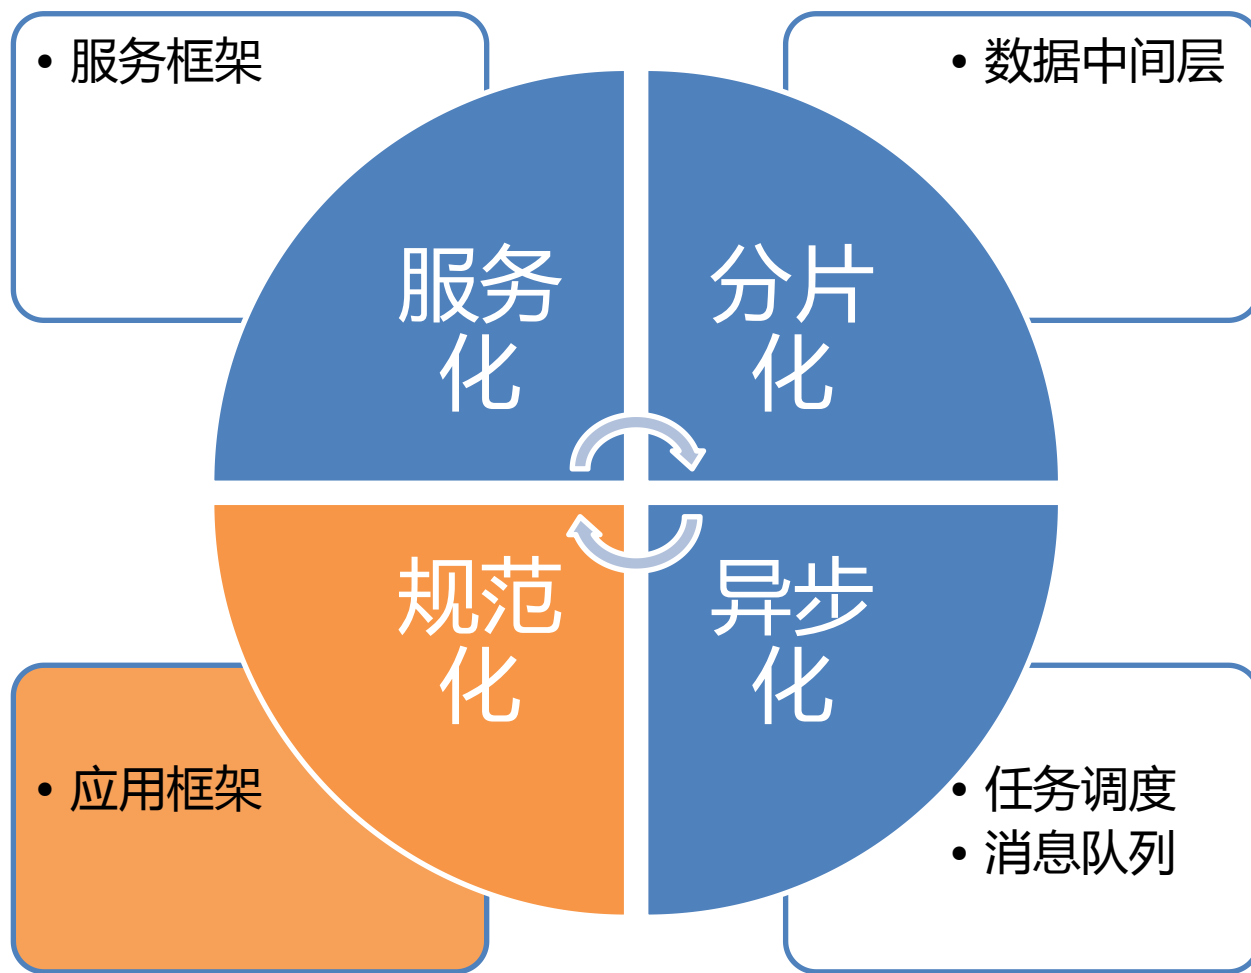 • 服务框架
• 数据中间层
服务
化
分片
化
规范
化
异步
化
• 应用框架
• 任务调度
• 消息队列